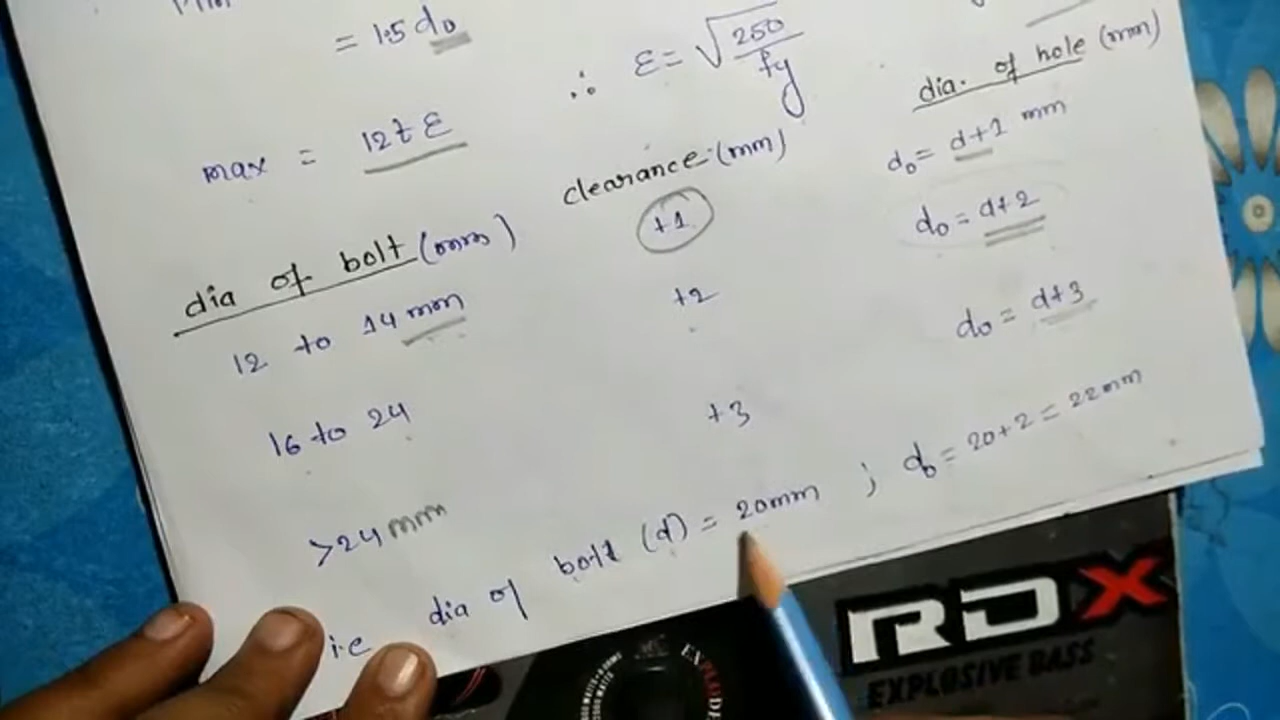 = 1.5 d₀
∴ ε = √250/fy
max = 12tε
dia of bolt (mm) clearance (mm) dia. of hole (mm)
12 to 14 mm +1 d₀ = d+1 mm
16 to 24 +2 d₀ = d+2
>24 mm +3 d₀ = d+3
i.e dia of bolt (d) = 20mm ; d₀ = 20+2 = 22mm
RDX
EXPLOSIVE BASS